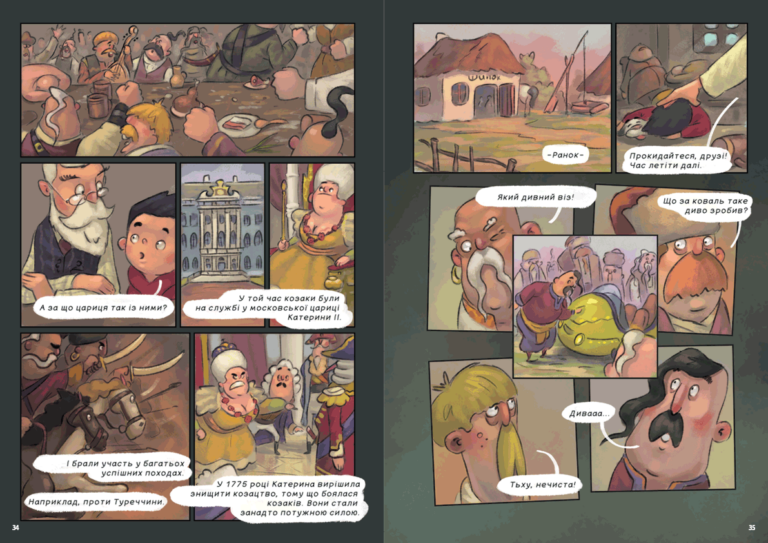 А за що цариця так із ними?
У той час козаки були
на службі у московської цариці
Катерини II.
І брали участь у багатьох
успішних походах.
Наприклад, проти Туреччини.
У 1775 році Катерина вирішила
знищити козацтво, тому що боялася
козаків. Вони стали
занадто потужною силою.
34
Шинок
~Ранок~
Прокидайтеся, друзі!
Час летіти далі.
Який дивний віз!
Що за коваль таке
диво зробив?
Дивааа...
Тьху, нечиста!
35